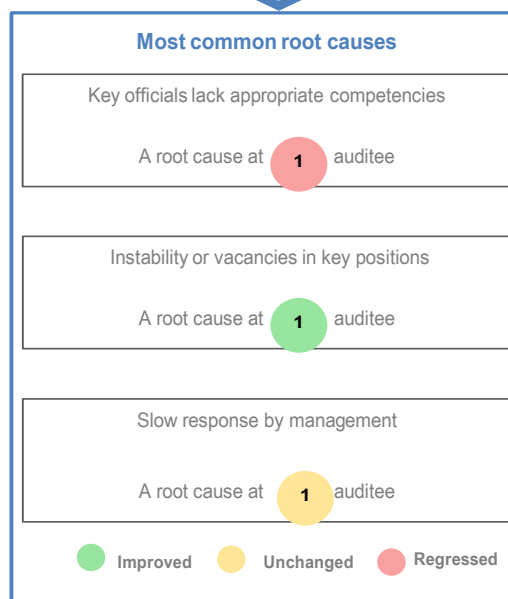 Most common root causes
Key officials lack appropriate competencies
A root cause at 1 auditee
Instability or vacancies in key positions
A root cause at 1 auditee
Slow response by management
A root cause at 1 auditee
Improved Unchanged Regressed